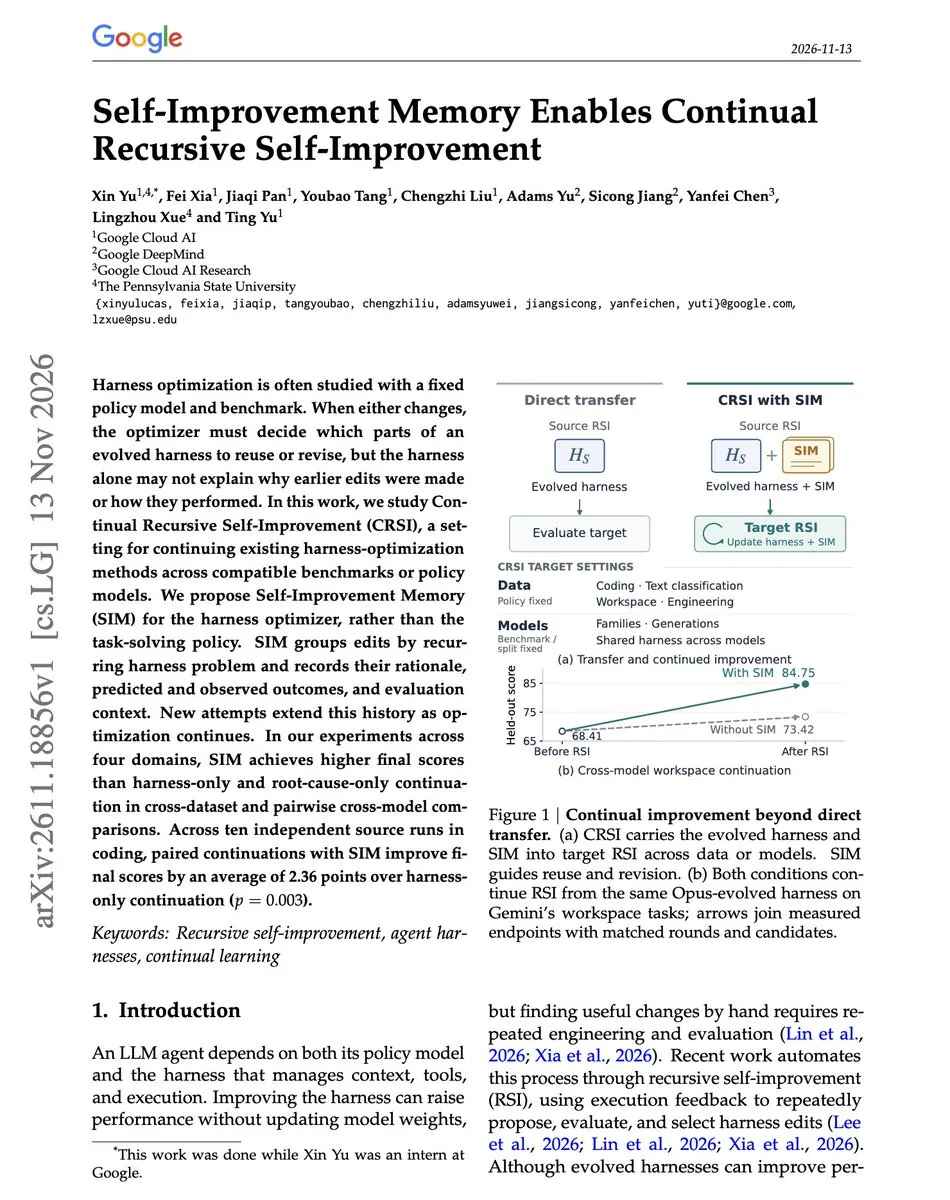 Google
2026-11-13
Self-Improvement Memory Enables Continual
Recursive Self-Improvement
Xin Yu1,4,*, Fei Xia1, Jiaqi Pan1, Youbao Tang1, Chengzhi Liu1, Adams Yu2, Sicong Jiang2, Yanfei Chen3,
Lingzhou Xue4 and Ting Yu1
1Google Cloud AI
2Google DeepMind
3Google Cloud AI Research
4The Pennsylvania State University
{xinyulucas, feixia, jiaqip, tangyoubao, chengzhiliu, adamsyuwei, jiangsicong, yanfeichen, yuti}@google.com,
lzxue@psu.edu
arXiv:2611.18856v1 [cs.LG] 13 Nov 2026
Harness optimization is often studied with a fixed
policy model and benchmark. When either changes,
the optimizer must decide which parts of an
evolved harness to reuse or revise, but the harness
alone may not explain why earlier edits were made
or how they performed. In this work, we study Con-
tinual Recursive Self-Improvement (CRSI), a set-
ting for continuing existing harness-optimization
methods across compatible benchmarks or policy
models. We propose Self-Improvement Memory
(SIM) for the harness optimizer, rather than the
task-solving policy. SIM groups edits by recur-
ring harness problem and records their rationale,
predicted and observed outcomes, and evaluation
context. New attempts extend this history as op-
timization continues. In our experiments across
four domains, SIM achieves higher final scores
than harness-only and root-cause-only continua-
tion in cross-dataset and pairwise cross-model com-
parisons. Across ten independent source runs in
coding, paired continuations with SIM improve fi-
nal scores by an average of 2.36 points over harness-
only continuation (p = 0.003).
Keywords: Recursive self-improvement, agent har-
nesses, continual learning
1. Introduction
An LLM agent depends on both its policy model
and the harness that manages context, tools,
and execution. Improving the harness can raise
performance without updating model weights,
*This work was done while Xin Yu was an intern at
Google.
Direct transfer
Source RSI
HS
Evolved harness
Evaluate target
CRSI with SIM
Source RSI
HS + SIM
Evolved harness + SIM
Target RSI
Update harness + SIM
CRSI TARGET SETTINGS
Data
Policy fixed
Coding · Text classification
Workspace · Engineering
Models
Benchmark /
split fixed
Families · Generations
Shared harness across models
(a) Transfer and continued improvement
Held-out score
85
75
65
With SIM 84.75
Without SIM 73.42
68.41
Before RSI
After RSI
(b) Cross-model workspace continuation
Figure 1 | Continual improvement beyond direct
transfer. (a) CRSI carries the evolved harness and
SIM into target RSI across data or models. SIM
guides reuse and revision. (b) Both conditions con-
tinue RSI from the same Opus-evolved harness on
Gemini's workspace tasks; arrows join measured
endpoints with matched rounds and candidates.
but finding useful changes by hand requires re-
peated engineering and evaluation (Lin et al.,
2026; Xia et al., 2026). Recent work automates
this process through recursive self-improvement
(RSI), using execution feedback to repeatedly
propose, evaluate, and select harness edits (Lee
et al., 2026; Lin et al., 2026; Xia et al., 2026).
Although evolved harnesses can improve per-